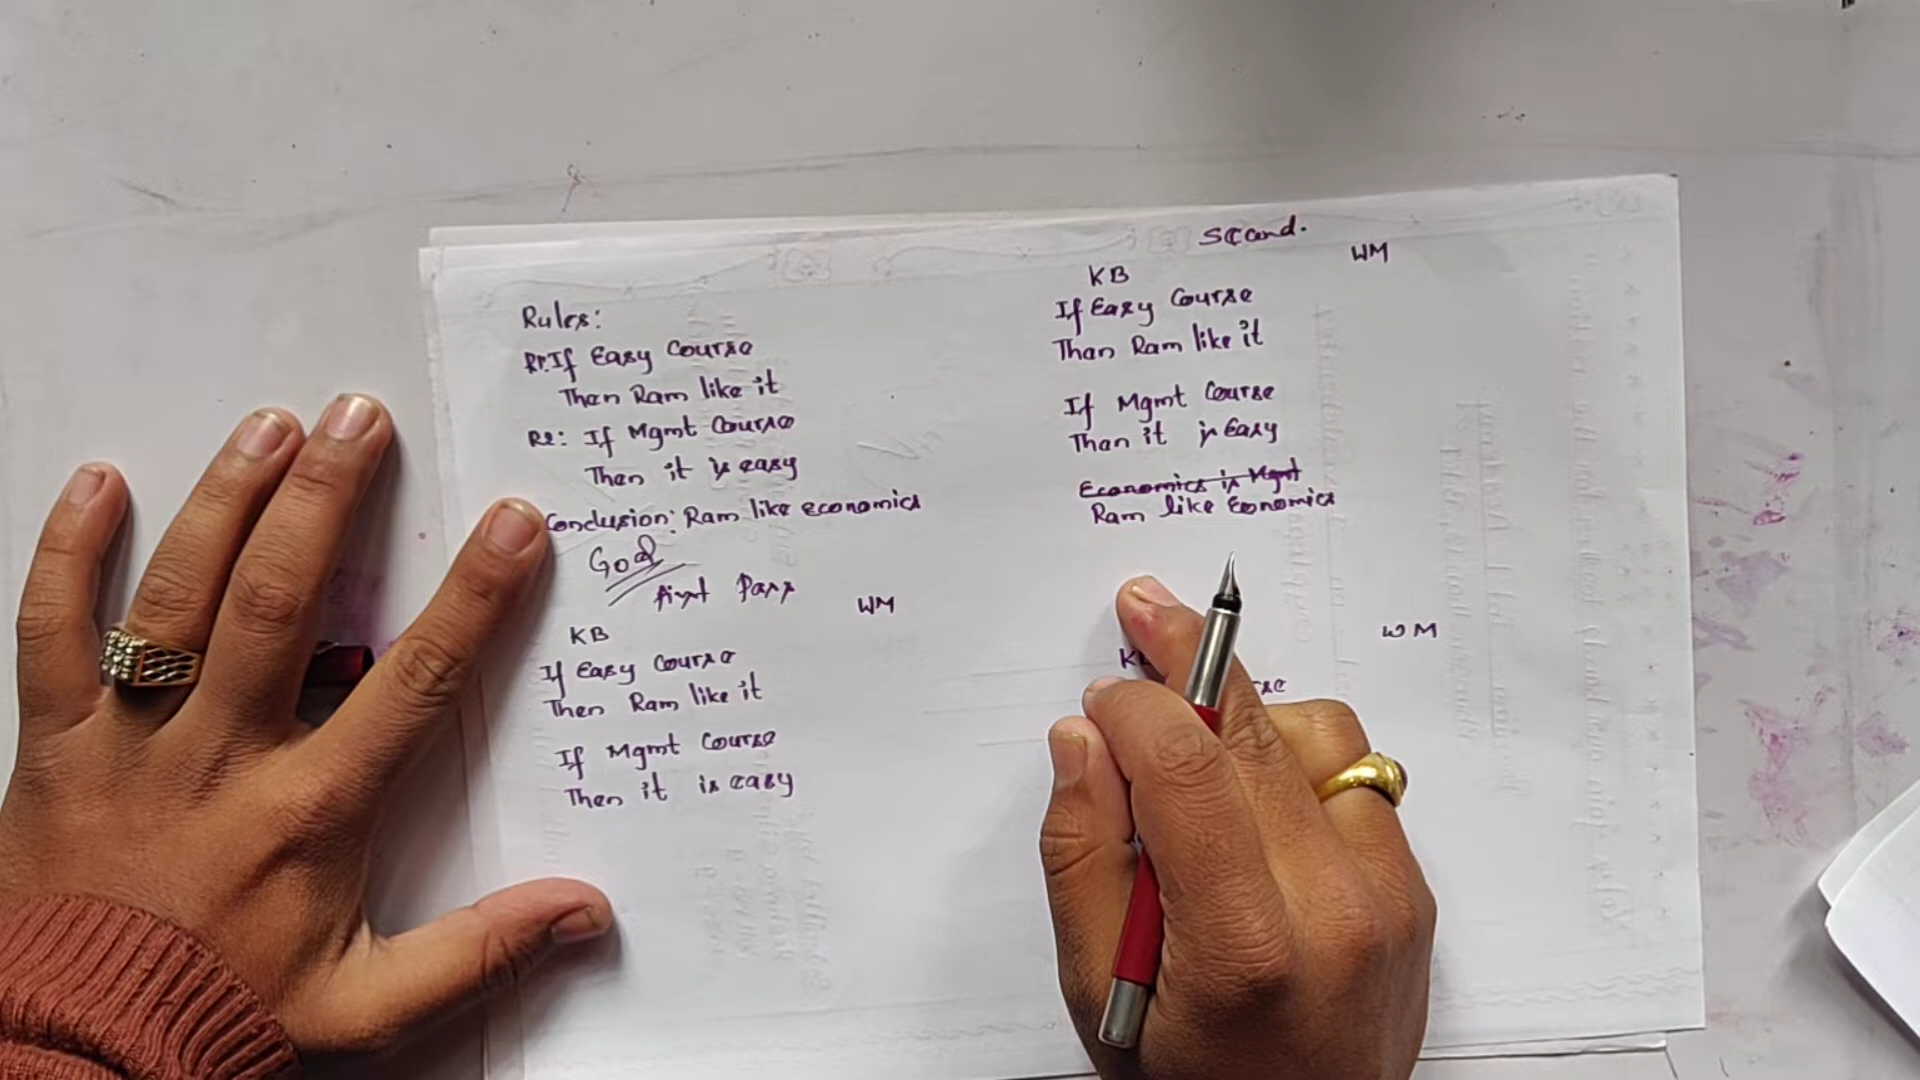 Rules:
R1: If Easy Course
Then Ram like it
R2: If Mgmt Course
Then it is easy
Conclusion: Ram like economics
Goal
First Pass
KB WM
If Easy Course
Then Ram like it
If Mgmt Course
Then it is easy
Second.
KB WM
If Easy Course
Then Ram like it
If Mgmt Course
Then it is Easy
Economics is Mgmt
Ram like Economics
WM